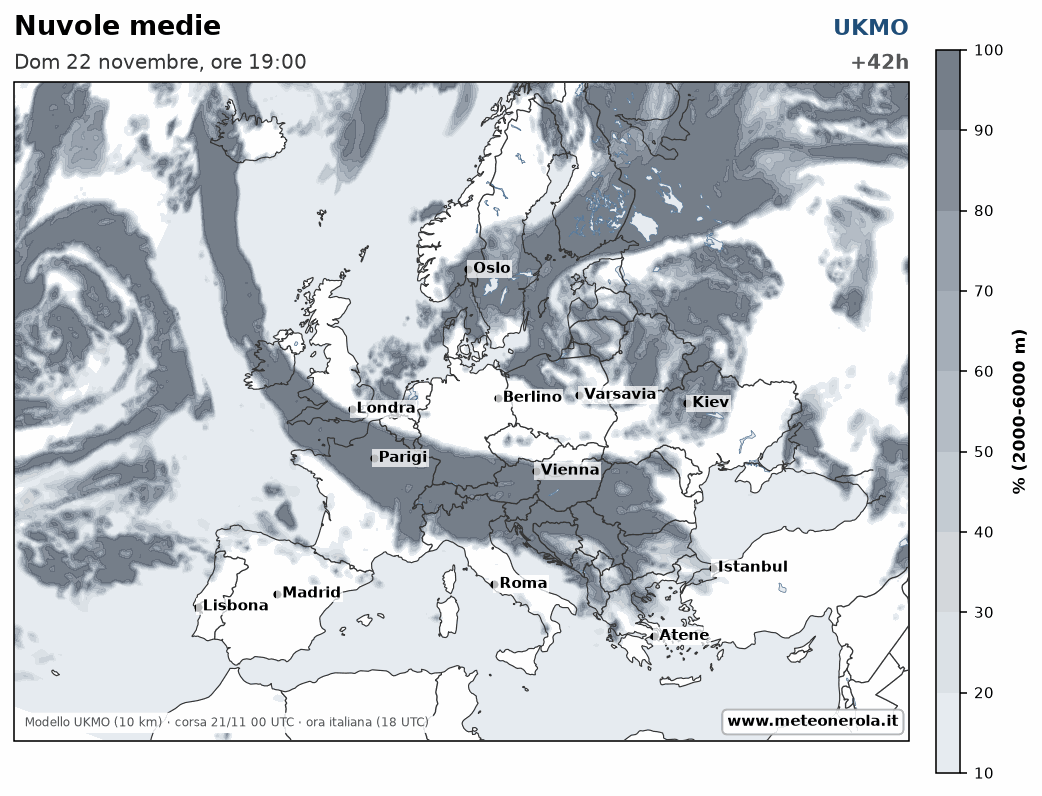 Nuvole medie
UKMO
Dom 22 novembre, ore 19:00
+42h
100
90
80
70
60
50
40
30
20
10
% (2000-6000 m)
Oslo
Berlino
Varsavia
Kiev
Londra
Parigi
Vienna
Istanbul
Roma
Madrid
Lisbona
Atene
Modello UKMO (10 km) · corsa 21/11 00 UTC · ora italiana (18 UTC)
www.meteonerola.it